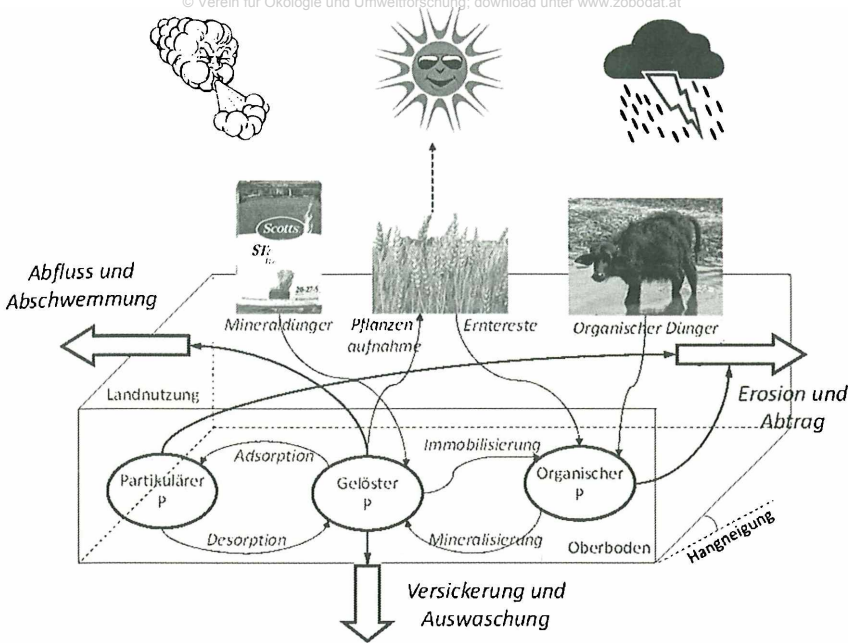 © Verein für Ökologie und Umweltforschung; download unter www.zobodat.at
Scotts
20-27-5
Abfluss und
Abschwemmung
Mineraldünger
Pflanzen
aufnahme
Erntereste
Organischer Dünger
Landnutzung
Erosion und
Abtrag
Adsorption
Immobilisierung
Partikulärer
P
Gelöster
P
Organischer
P
Desorption
Mineralisierung
Oberboden
Hangneigung
Versickerung und
Auswaschung